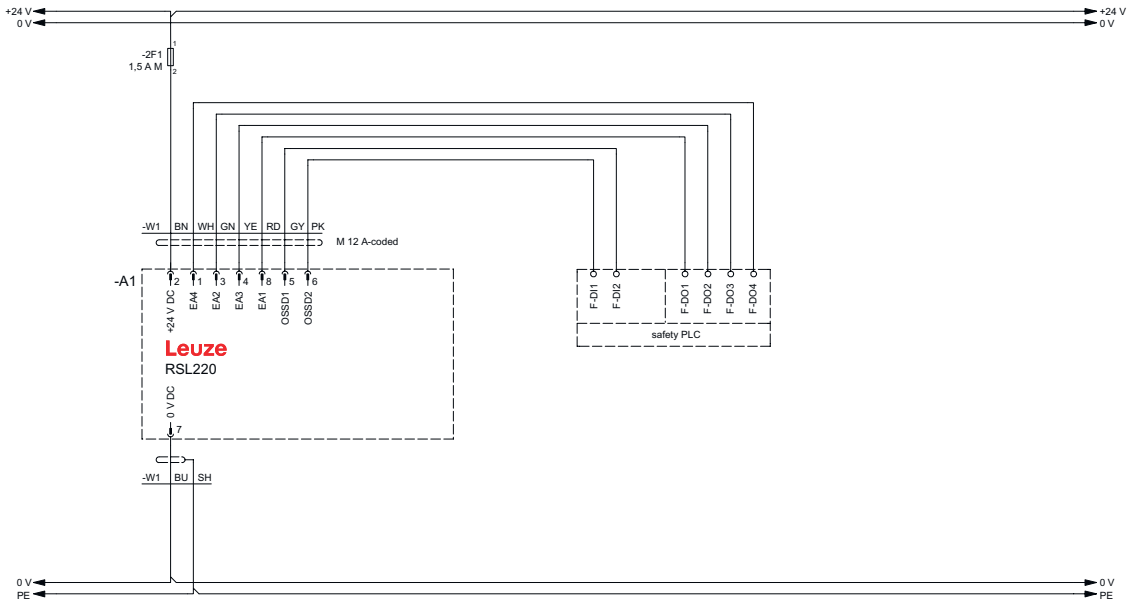 +24 V
+24 V
0 V
0 V
1
-2F1
1,5 A M
2
-W1 BN WH GN YE RD GY PK
M 12 A-coded
-A1
2 1 3 4 8 5 6
+24 V DC
EA4
EA2
EA3
EA1
OSSD1
OSSD2
F-DI1
F-DI2
F-DO1
F-DO2
F-DO3
F-DO4
safety PLC
Leuze
RSL220
0 V DC
7
-W1 BU SH
0 V
0 V
PE
PE